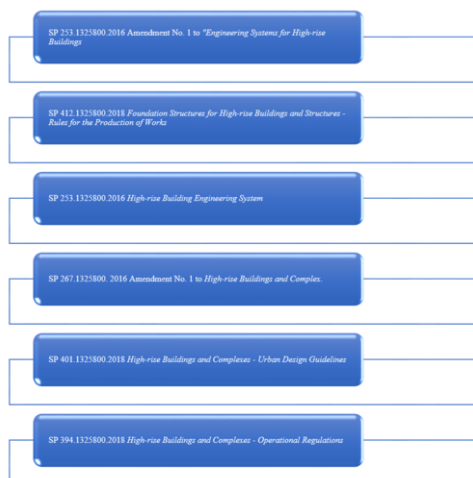 SP 253.1325800.2016 Amendment No. 1 to "Engineering Systems for High-rise
Buildings
SP 412.1325800.2018 Foundation Structures for High-rise Buildings and Structures -
Rules for the Production of Works
SP 253.1325800.2016 High-rise Building Engineering System
SP 267.1325800. 2016 Amendment No. 1 to High-rise Buildings and Complex.
SP 401.1325800.2018 High-rise Buildings and Complexes - Urban Design Guidelines
SP 394.1325800.2018 High-rise Buildings and Complexes - Operational Regulations